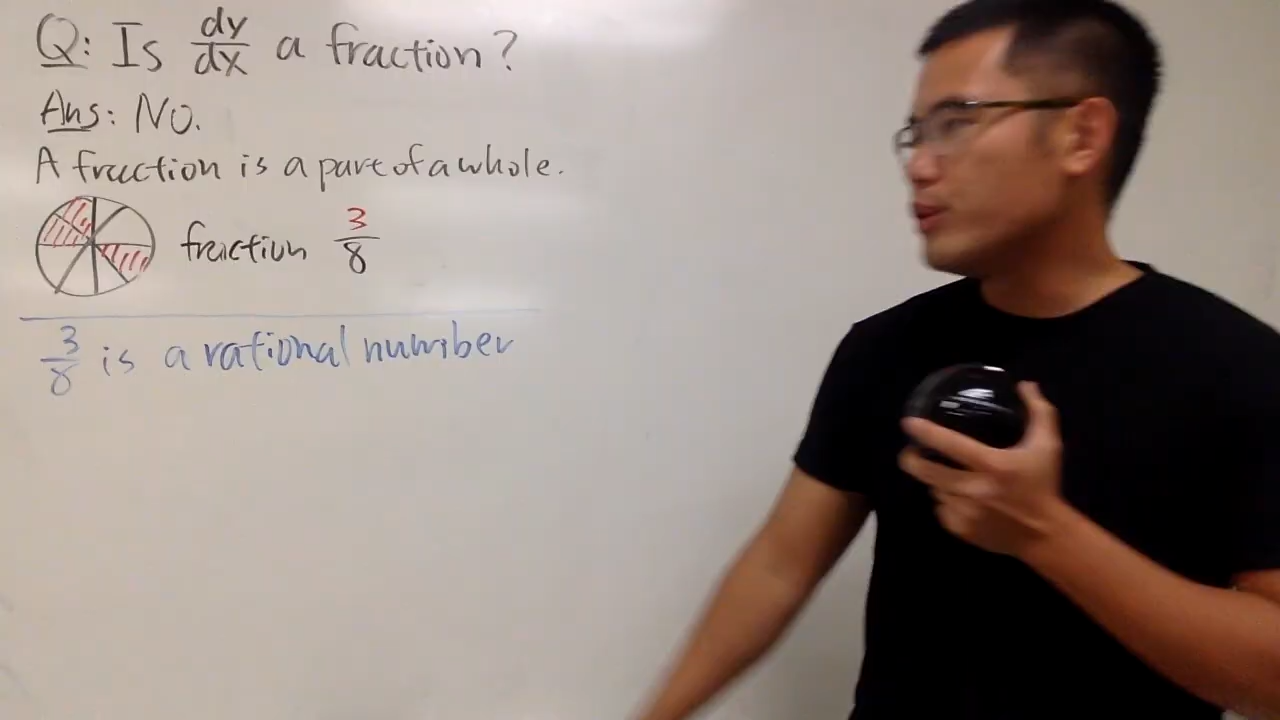 Q: Is dy/dx a fraction?
Ans: No.
A fraction is a part of a whole.
fraction 3/8
3/8 is a rational number